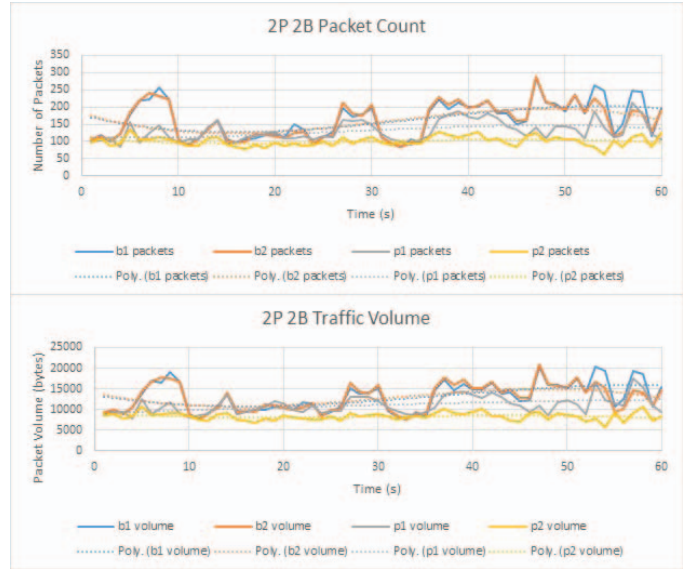 2P 2B Packet Count
Number of Packets
350
300
250
200
150
100
50
0
0 10 20 30 40 50 60
Time (s)
b1 packets b2 packets p1 packets p2 packets
Poly. (b1 packets) Poly. (b2 packets) Poly. (p1 packets) Poly. (p2 packets)
2P 2B Traffic Volume
Packet Volume (bytes)
25000
20000
15000
10000
5000
0
0 10 20 30 40 50 60
Time (s)
b1 volume b2 volume p1 volume p2 volume
Poly. (b1 volume) Poly. (b2 volume) Poly. (p1 volume) Poly. (p2 volume)